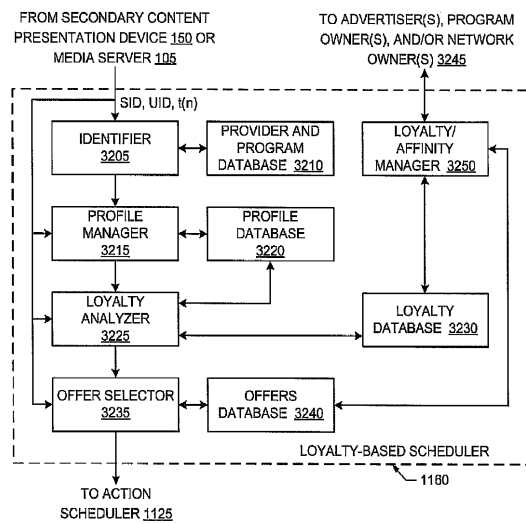 FROM SECONDARY CONTENT
PRESENTATION DEVICE 150 OR
MEDIA SERVER 105
TO ADVERTISER(S), PROGRAM
OWNER(S), AND/OR NETWORK
OWNER(S) 3245
SID, UID, t(n)
IDENTIFIER
3205
PROVIDER AND
PROGRAM
DATABASE 3210
LOYALTY/
AFFINITY
MANAGER 3250
PROFILE
MANAGER
3215
PROFILE
DATABASE
3220
LOYALTY
ANALYZER
3225
LOYALTY
DATABASE 3230
OFFER SELECTOR
3235
OFFERS
DATABASE 3240
LOYALTY-BASED SCHEDULER
1160
TO ACTION
SCHEDULER 1125